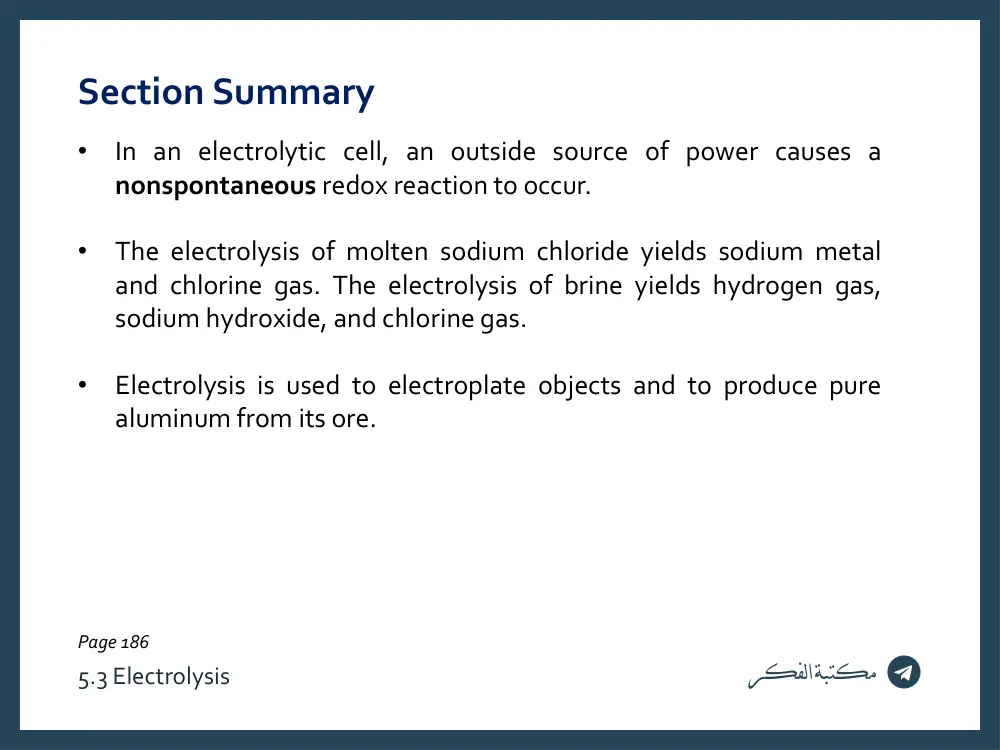 Section Summary
• In an electrolytic cell, an outside source of power causes a
nonspontaneous redox reaction to occur.
• The electrolysis of molten sodium chloride yields sodium metal
and chlorine gas. The electrolysis of brine yields hydrogen gas,
sodium hydroxide, and chlorine gas.
• Electrolysis is used to electroplate objects and to produce pure
aluminum from its ore.
Page 186
5.3 Electrolysis
مكتبة الفكر